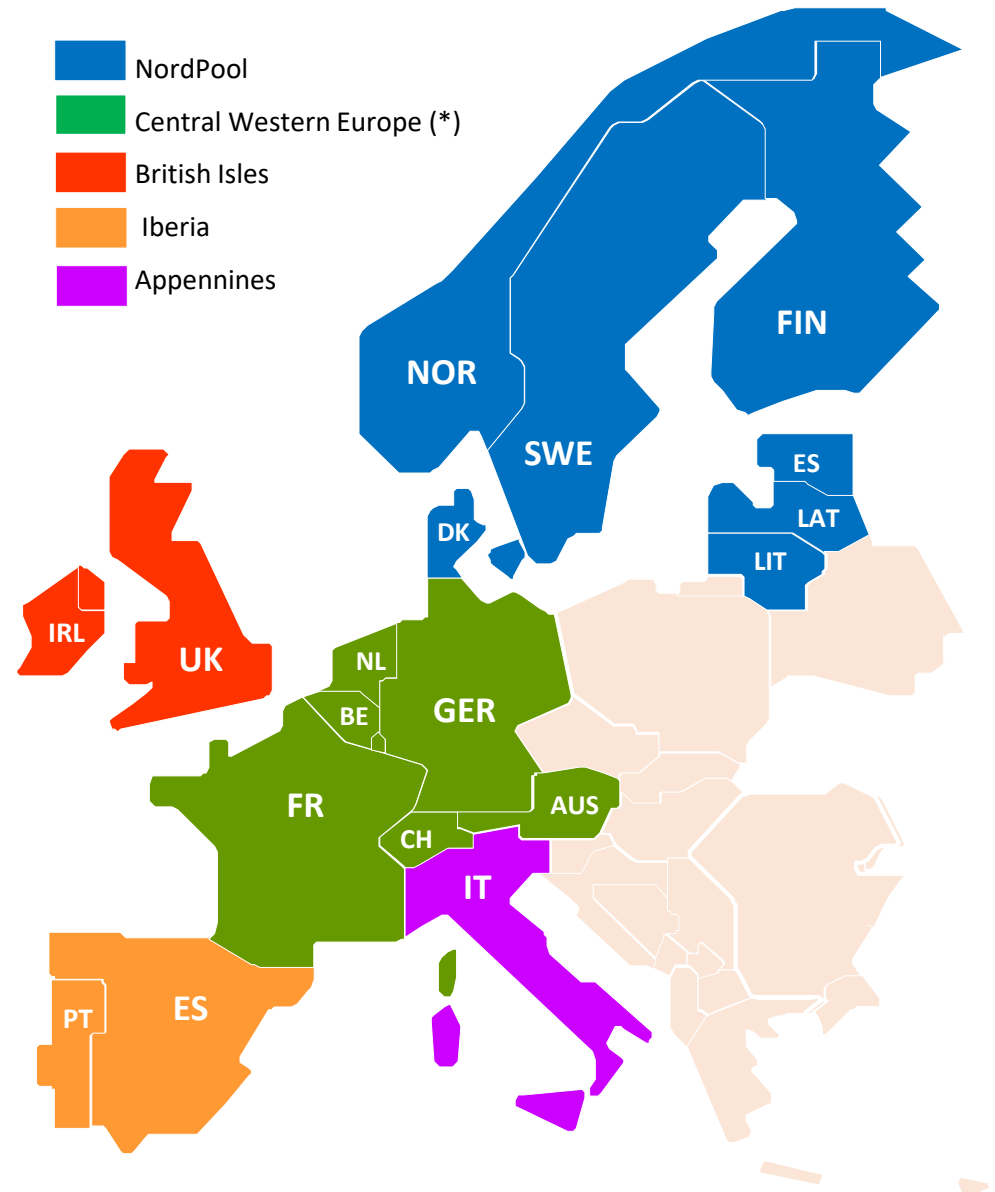 NordPool
Central Western Europe (*)
British Isles
Iberia
Appennines
FIN
NOR
SWE
ES
LAT
DK
LIT
IRL
UK
NL
GER
BE
FR
AUS
CH
IT
ES
PT